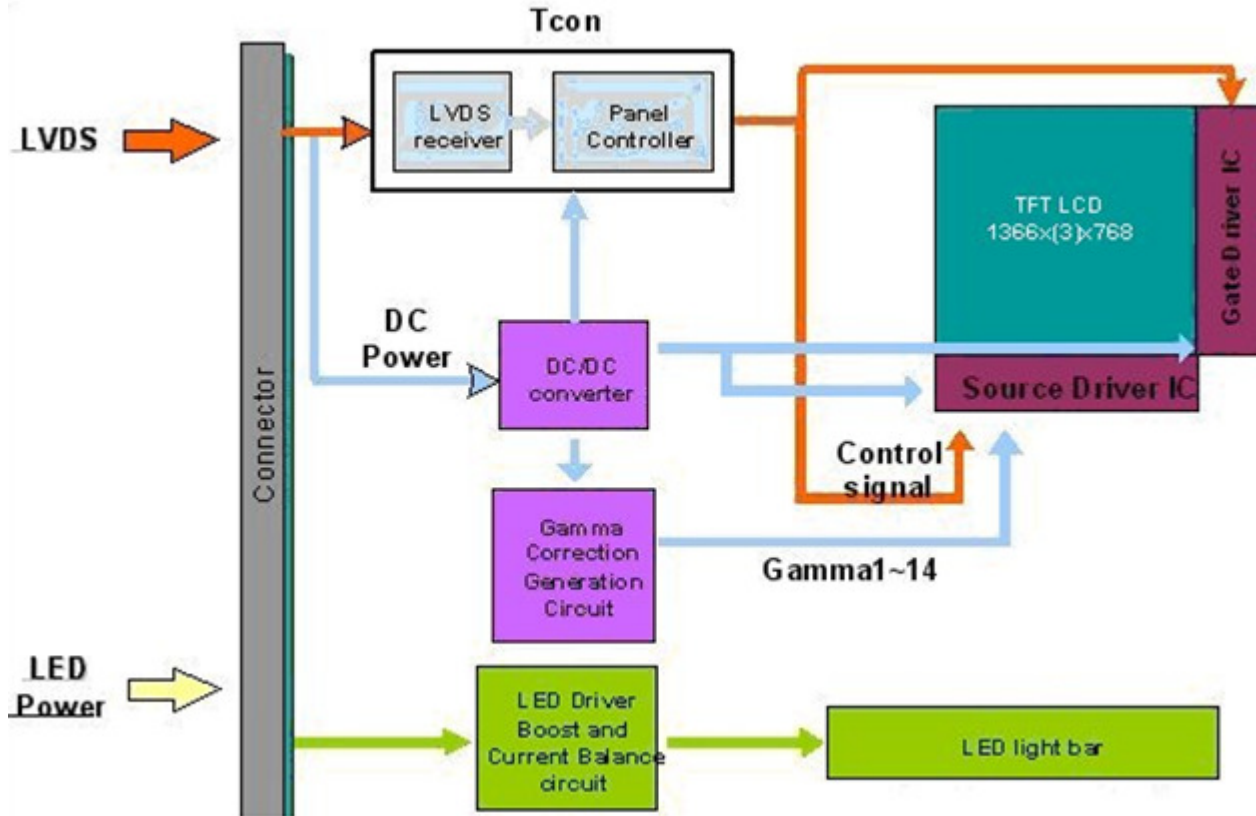 Tcon
LVDS
LVDS
receiver
Panel
Controller
TFT LCD
1366x(3)x768
Gate Driver IC
DC
Power
DC/DC
converter
Source Driver IC
Connector
Control
signal
Gamma
Correction
Generation
Circuit
Gamma1~14
LED
Power
LED Driver
Boost and
Current Balance
circuit
LED light bar